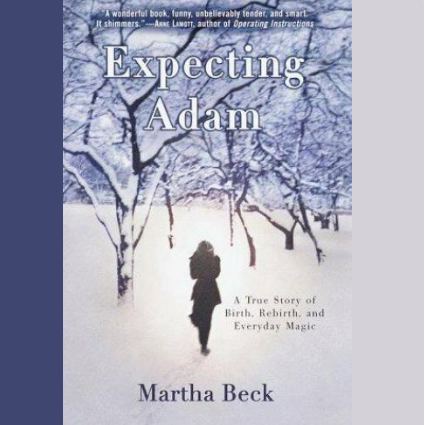 "A wonderful book, funny, unbelievably tender, and smart.
It shimmers."—Anne Lamott, author of Operating Instructions
Expecting
Adam
A True Story of
Birth, Rebirth, and
Everyday Magic
Martha Beck